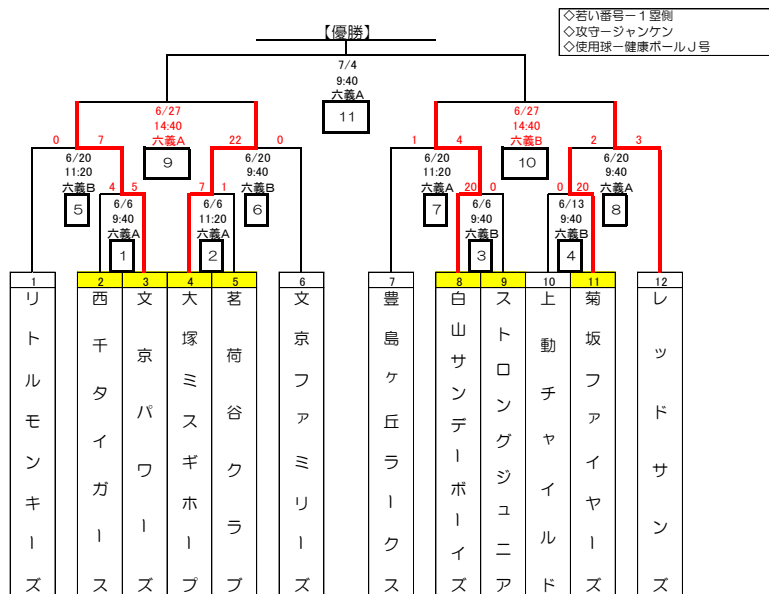 【優勝】
◇若い番号－１塁側
◇攻守－ジャンケン
◇使用球－健康ボールＪ号
7/4
9:40
六義A
11
6/27
14:40
六義A
9
6/27
14:40
六義B
10
0
7
22
0
1
4
2
3
6/20
11:20
六義B
5
6/20
9:40
六義B
6
6/20
11:20
六義A
7
6/20
9:40
六義A
8
4
5
7
1
20
0
0
20
6/6
9:40
六義A
1
6/6
11:20
六義A
2
6/6
9:40
六義B
3
6/13
9:40
六義B
4
1
リトルモンキーズ
2
西千タイガース
3
文京パワーズ
4
大塚ミスギホープ
5
茗荷谷クラブ
6
文京ファミリーズ
7
豊島ヶ丘ラークス
8
白山サンデーボーイズ
9
ストロングジュニア
10
上動チャイルド
11
菊坂ファイヤーズ
12
レッドサンズ